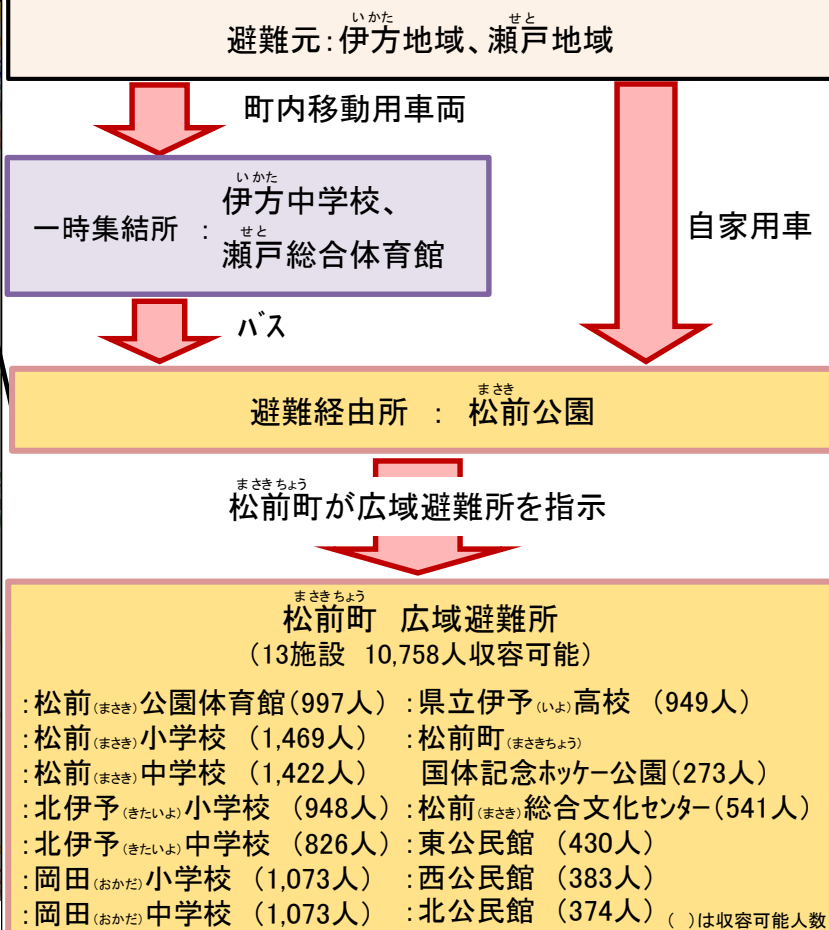 避難元：伊方地域、瀬戸地域
いかた せと
町内移動用車両
自家用車
一時集結所 ： 伊方中学校、
いかた
瀬戸総合体育館
せと
バス
避難経由所 ： 松前公園
まさき
松前町が広域避難所を指示
まさきちょう
松前町 広域避難所
まさきちょう
（13施設 10,758人収容可能）
：松前(まさき)公園体育館（997人）
：松前(まさき)小学校 （1,469人）
：松前(まさき)中学校 （1,422人）
：北伊予(きたいよ)小学校 （948人）
：北伊予(きたいよ)中学校 （826人）
：岡田(おかだ)小学校 （1,073人）
：岡田(おかだ)中学校 （1,073人）
：県立伊予(いよ)高校 （949人）
：松前町(まさきちょう)
国体記念ホッケー公園（273人）
：松前(まさき)総合文化センター（541人）
：東公民館 （430人）
：西公民館 （383人）
：北公民館 （374人）
（ ）は収容可能人数